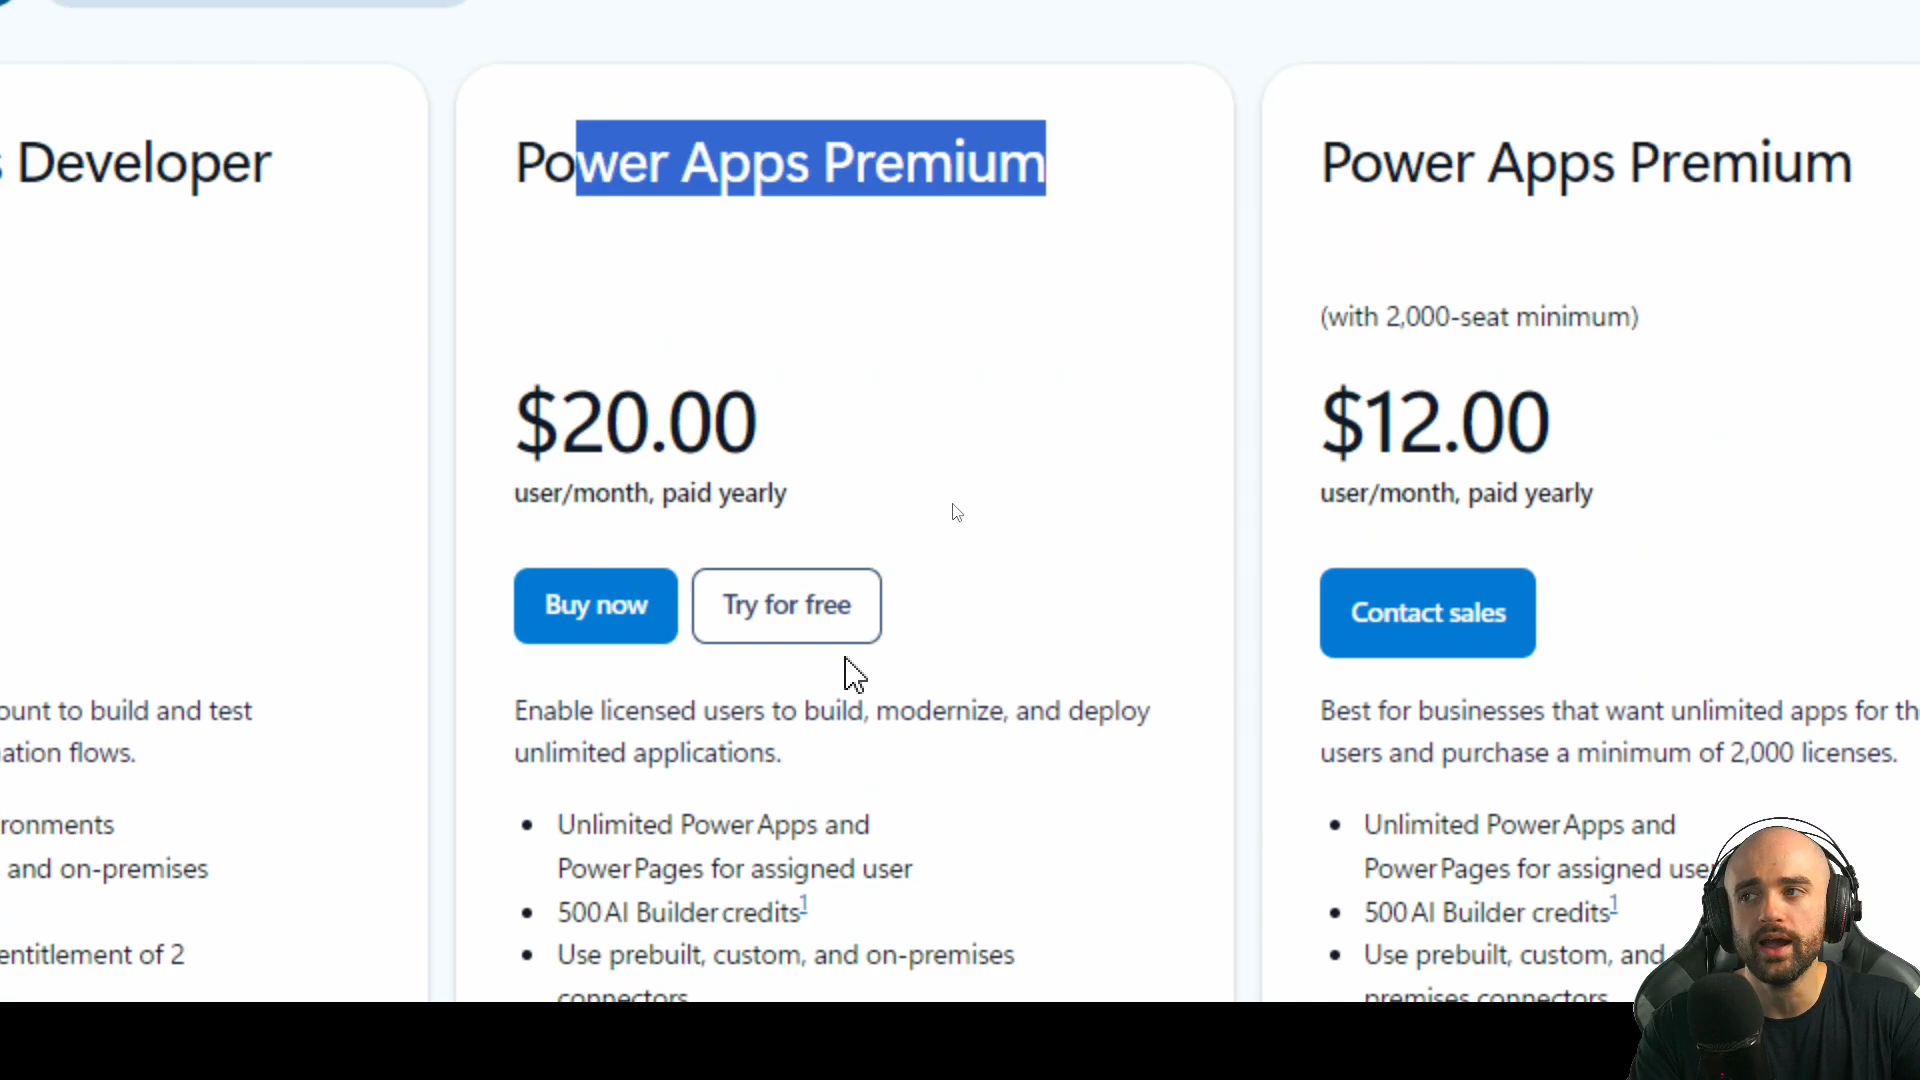 Developer
ount to build and test
ation flows.
ronments
and on-premises
entitlement of 2
Power Apps Premium
$20.00
user/month, paid yearly
Buy now
Try for free
Enable licensed users to build, modernize, and deploy
unlimited applications.
• Unlimited Power Apps and
Power Pages for assigned user
• 500 AI Builder credits1
• Use prebuilt, custom, and on-premises
connectors
Power Apps Premium
(with 2,000-seat minimum)
$12.00
user/month, paid yearly
Contact sales
Best for businesses that want unlimited apps for th
users and purchase a minimum of 2,000 licenses.
• Unlimited Power Apps and
Power Pages for assigned user
• 500 AI Builder credits1
• Use prebuilt, custom, and
premises connectors